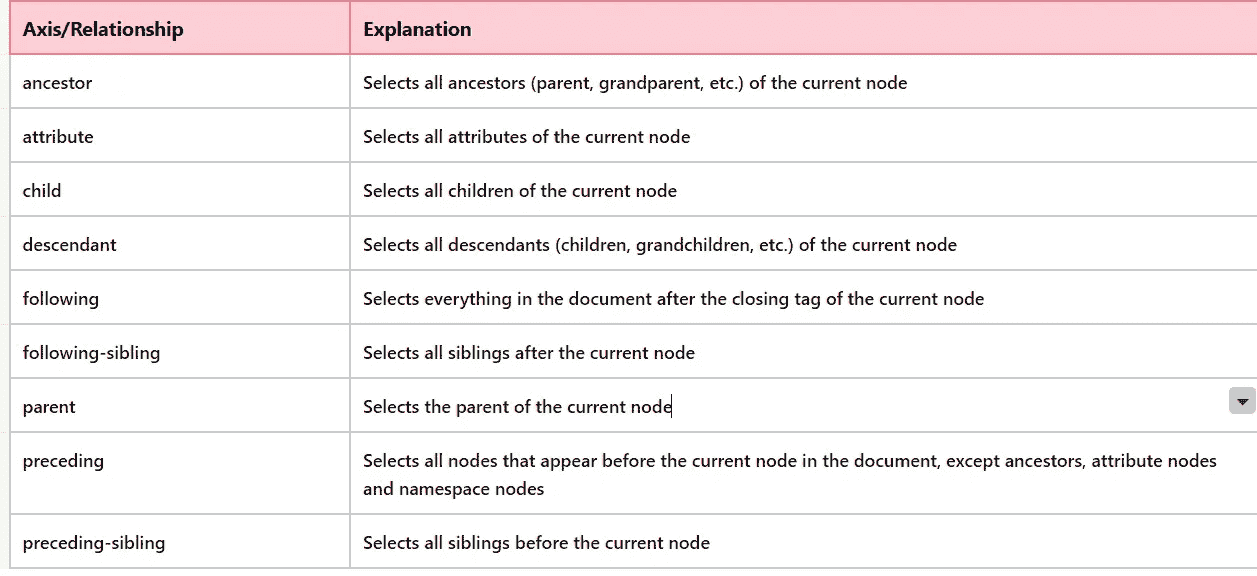 Axis/Relationship Explanation
ancestor Selects all ancestors (parent, grandparent, etc.) of the current node
attribute Selects all attributes of the current node
child Selects all children of the current node
descendant Selects all descendants (children, grandchildren, etc.) of the current node
following Selects everything in the document after the closing tag of the current node
following-sibling Selects all siblings after the current node
parent Selects the parent of the current node
preceding Selects all nodes that appear before the current node in the document, except ancestors, attribute nodes
and namespace nodes
preceding-sibling Selects all siblings before the current node